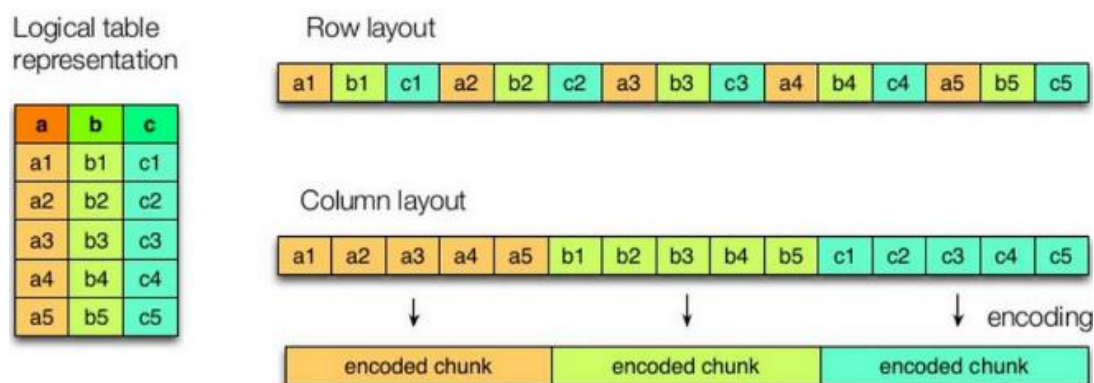 Logical table
representation
a b c
a1 b1 c1
a2 b2 c2
a3 b3 c3
a4 b4 c4
a5 b5 c5
Row layout
a1 b1 c1 a2 b2 c2 a3 b3 c3 a4 b4 c4 a5 b5 c5
Column layout
a1 a2 a3 a4 a5 b1 b2 b3 b4 b5 c1 c2 c3 c4 c5
encoding
encoded chunk encoded chunk encoded chunk